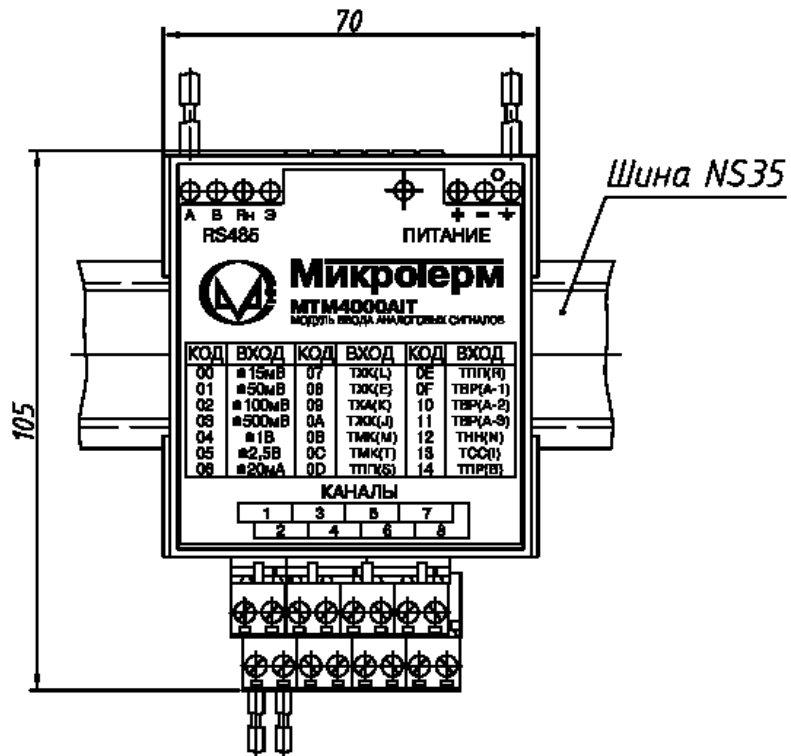 70
Шина NS35
105
А В Rн Э + - ⏚
RS485 ПИТАНИЕ
МикроТерм
МТМ4000AIT
МОДУЛЬ ВВОДА АНАЛОГОВЫХ СИГНАЛОВ
КОД ВХОД КОД ВХОД КОД ВХОД
00 ±15мВ 07 ТХК(L) 0E ТПП(R)
01 ±50мВ 08 ТХК(E) 0F ТВР(А-1)
02 ±100мВ 09 ТХА(K) 10 ТВР(А-2)
03 ±500мВ 0A ТЖК(J) 11 ТВР(А-3)
04 ±1В 0B ТМК(M) 12 ТНН(N)
05 ±2,5В 0C ТМК(T) 13 ТСС(I)
06 ±20мА 0D ТПП(S) 14 ТПР(B)
КАНАЛЫ
1 3 5 7
2 4 6 8